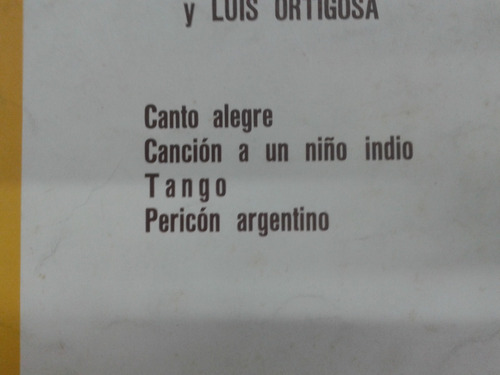 y LUIS ORTIGOSA
Canto alegre
Canción a un niño indio
Tango
Pericón argentino